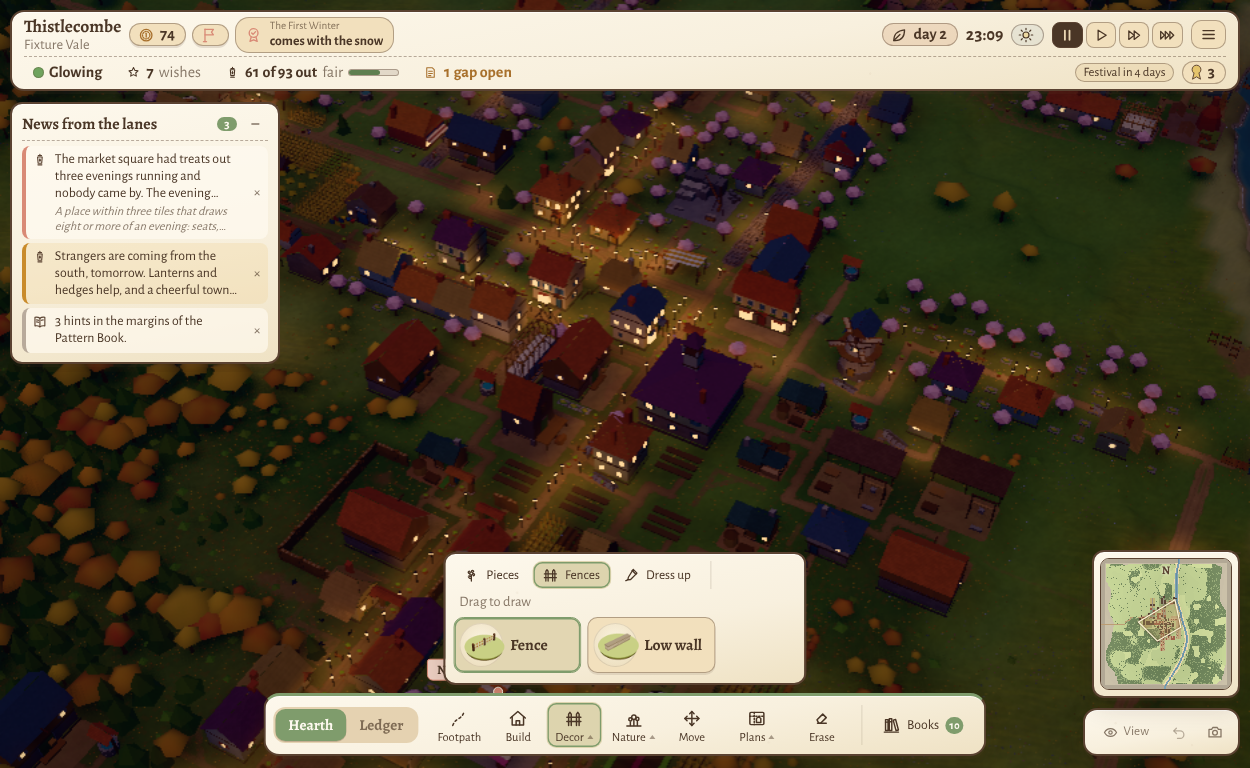 Thistlecombe
Fixture Vale
74
The First Winter
comes with the snow
day 2
23:09
Glowing
7 wishes
61 of 93 out fair
1 gap open
Festival in 4 days
3
News from the lanes
3
The market square had treats out
three evenings running and
nobody came by. The evening...
A place within three tiles that draws
eight or more of an evening: seats,...
Strangers are coming from the
south, tomorrow. Lanterns and
hedges help, and a cheerful town...
3 hints in the margins of the
Pattern Book.
Pieces
Fences
Dress up
Drag to draw
Fence
Low wall
N
Hearth
Ledger
Footpath
Build
Decor
Nature
Move
Plans
Erase
Books 10
View